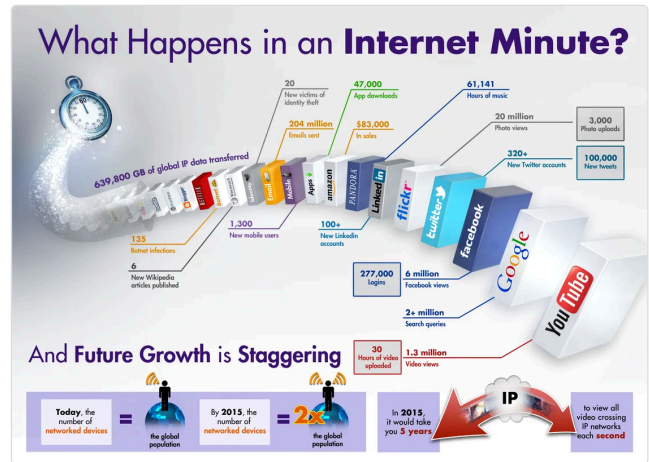 What Happens in an Internet Minute?
20
New victims of
identity theft
47,000
App downloads
61,141
Hours of music
204 million
Emails sent
$83,000
In sales
20 million
Photo views
3,000
Photo uploads
320+
New Twitter accounts
100,000
New tweets
639,800 GB of global IP data transferred
Email
Mobile
Apps
amazon
PANDORA
Linked in
flickr
twitter
facebook
Google
You Tube
135
Botnet infections
6
New Wikipedia
articles published
1,300
New mobile users
100+
New Linkedin
accounts
277,000
Logins
6 million
Facebook views
2+ million
Search queries
30
Hours of video
uploaded
1.3 million
Video views
And Future Growth is Staggering
Today, the
number of
networked devices
=
the global
population
By 2015, the
number of
networked devices
=
2x
the global
population
In 2015,
it would take
you 5 years
IP
to view all
video crossing
IP networks
each second